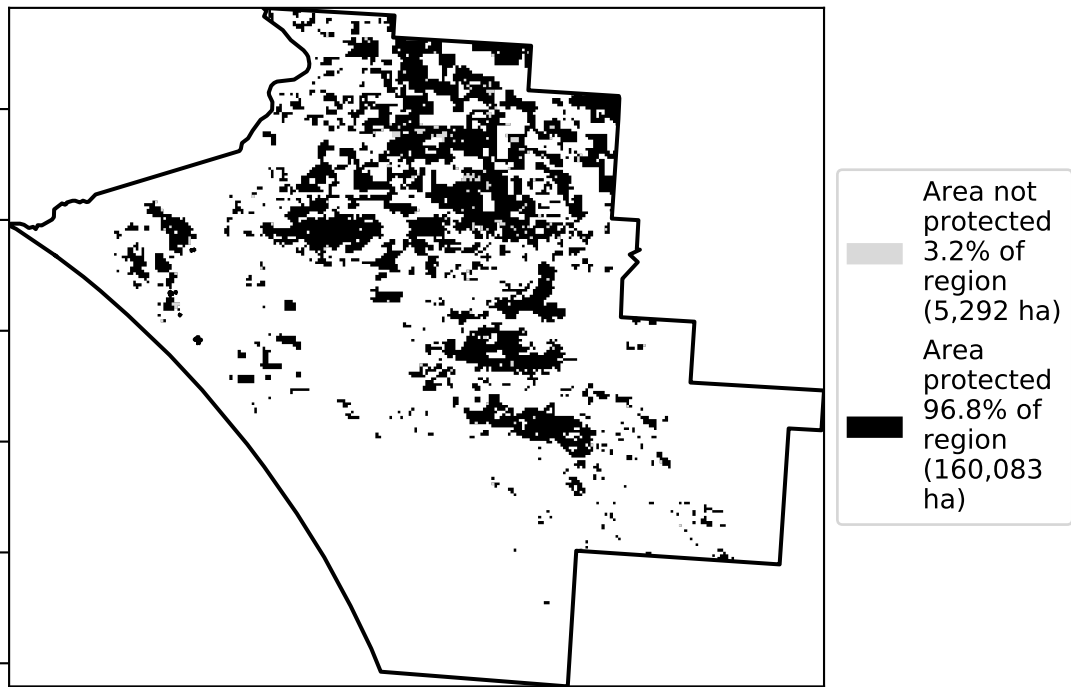 Area not
protected
3.2% of
region
(5,292 ha)
Area
protected
96.8% of
region
(160,083
ha)